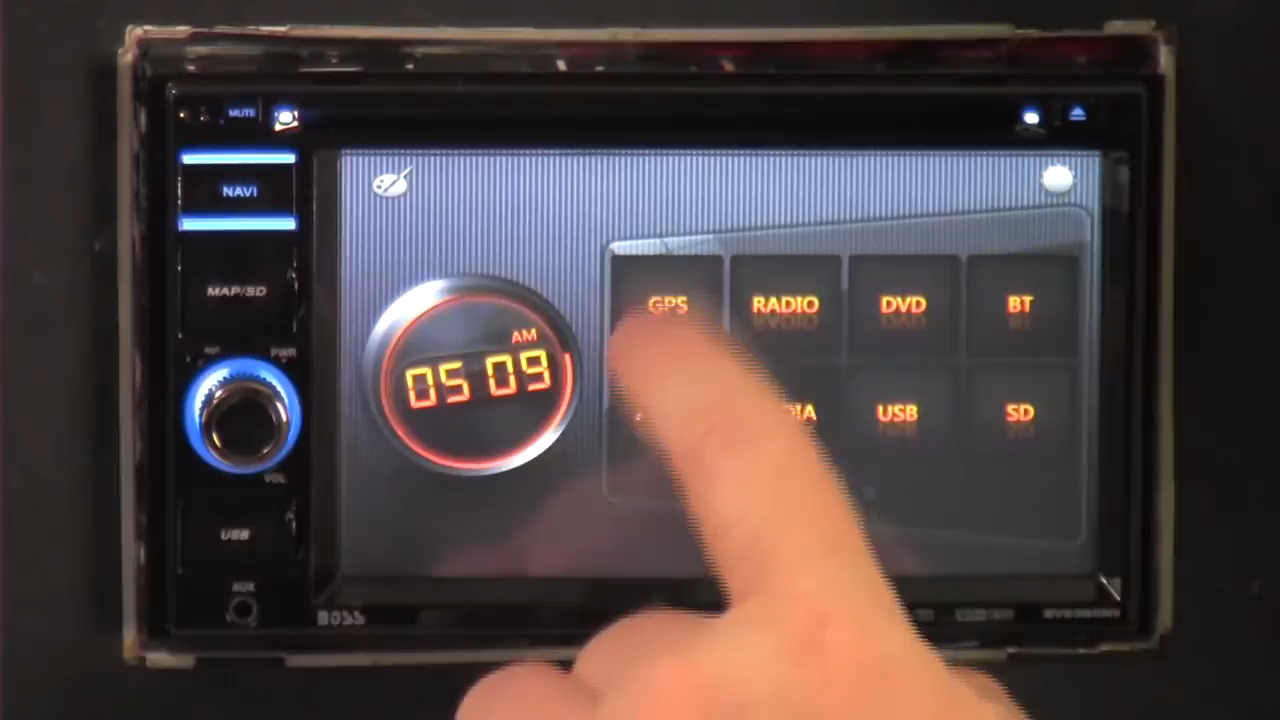 MUTE
NAVI
MAP/SD
PWR
VOL
USB
AUX
BOSS
AM
05 09
GPS RADIO DVD BT
USB SD